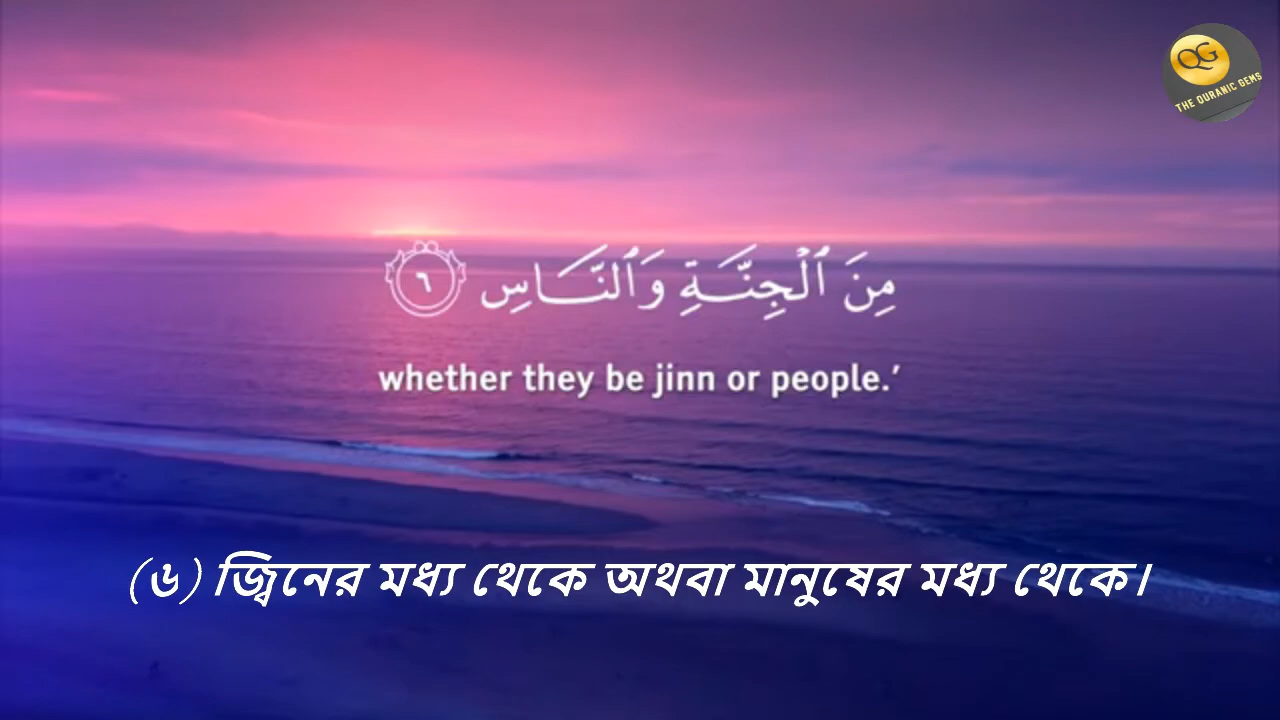 QG
THE QURANIC GEMS
مِنَ ٱلْجِنَّةِ وَٱلنَّاسِ ٦
whether they be jinn or people.’
(৬) জ্বিনের মধ্য থেকে অথবা মানুষের মধ্য থেকে।